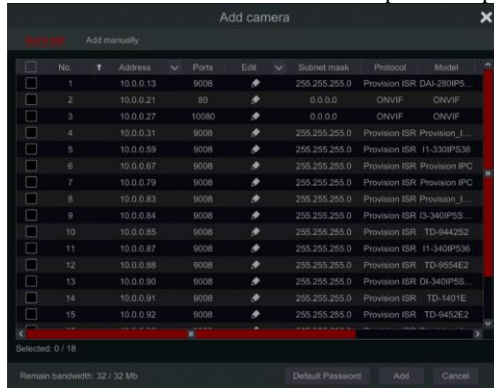 Add camera
Add manually
No. Address Ports Edit Subnet mask Protocol Model
1 10.0.0.13 9008 255.255.255.0 Provision ISR DAI-280IP5...
2 10.0.0.21 80 0.0.0.0 ONVIF ONVIF
3 10.0.0.27 10080 0.0.0.0 ONVIF ONVIF
4 10.0.0.31 9008 255.255.255.0 Provision ISR Provision_I...
5 10.0.0.59 9008 255.255.255.0 Provision ISR I1-330IPS36
6 10.0.0.67 9008 255.255.255.0 Provision ISR Provision IPC
7 10.0.0.79 9008 255.255.255.0 Provision ISR Provision IPC
8 10.0.0.83 9008 255.255.255.0 Provision ISR Provision_I...
9 10.0.0.84 9008 255.255.255.0 Provision ISR I3-340IPS...
10 10.0.0.85 9008 255.255.255.0 Provision ISR TD-9442S2
11 10.0.0.87 9008 255.255.255.0 Provision ISR I1-340IP536
12 10.0.0.88 9008 255.255.255.0 Provision ISR TD-9554E2
13 10.0.0.90 9008 255.255.255.0 Provision ISR DI-340IPS...
14 10.0.0.91 9008 255.255.255.0 Provision ISR TD-1401E
15 10.0.0.92 9008 255.255.255.0 Provision ISR TD-9452E2
Selected: 0 / 18
Remain bandwidth: 32 / 32 Mb Default Password Add Cancel